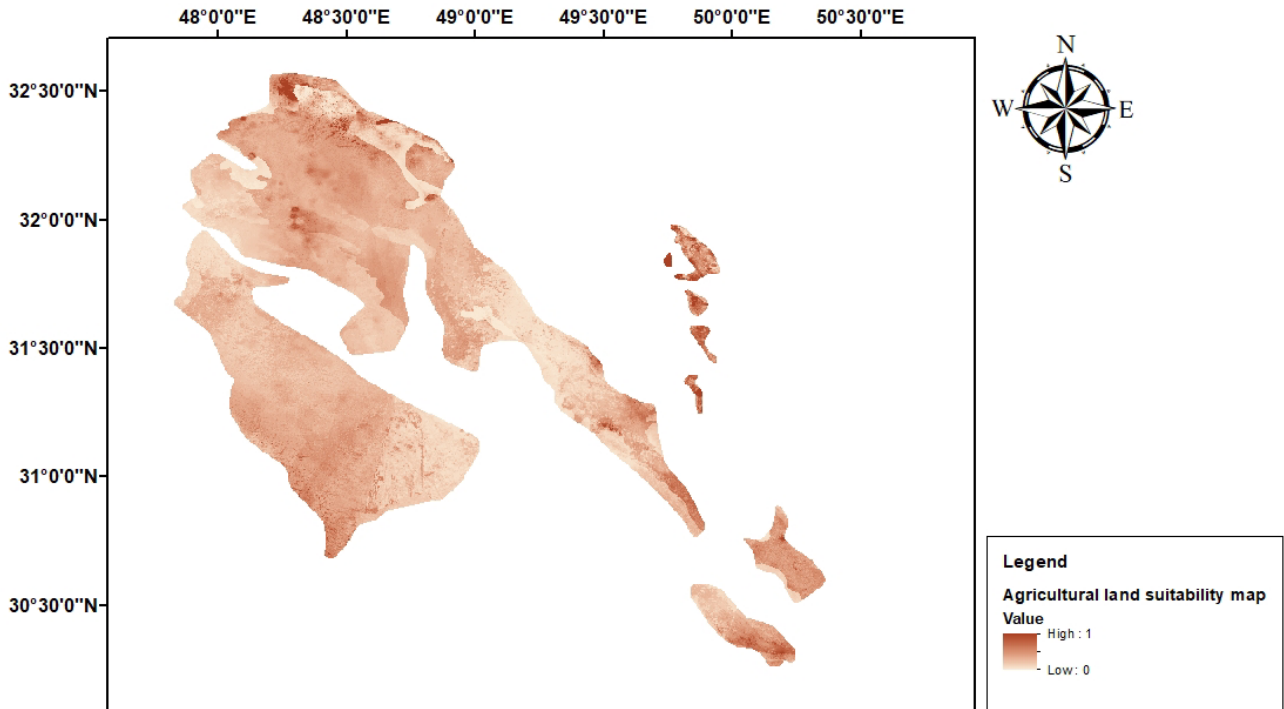 48°0'0"E 48°30'0"E 49°0'0"E 49°30'0"E 50°0'0"E 50°30'0"E
32°30'0"N
32°0'0"N
31°30'0"N
31°0'0"N
30°30'0"N
N
W E
S
Legend
Agricultural land suitability map
Value
High : 1
Low : 0